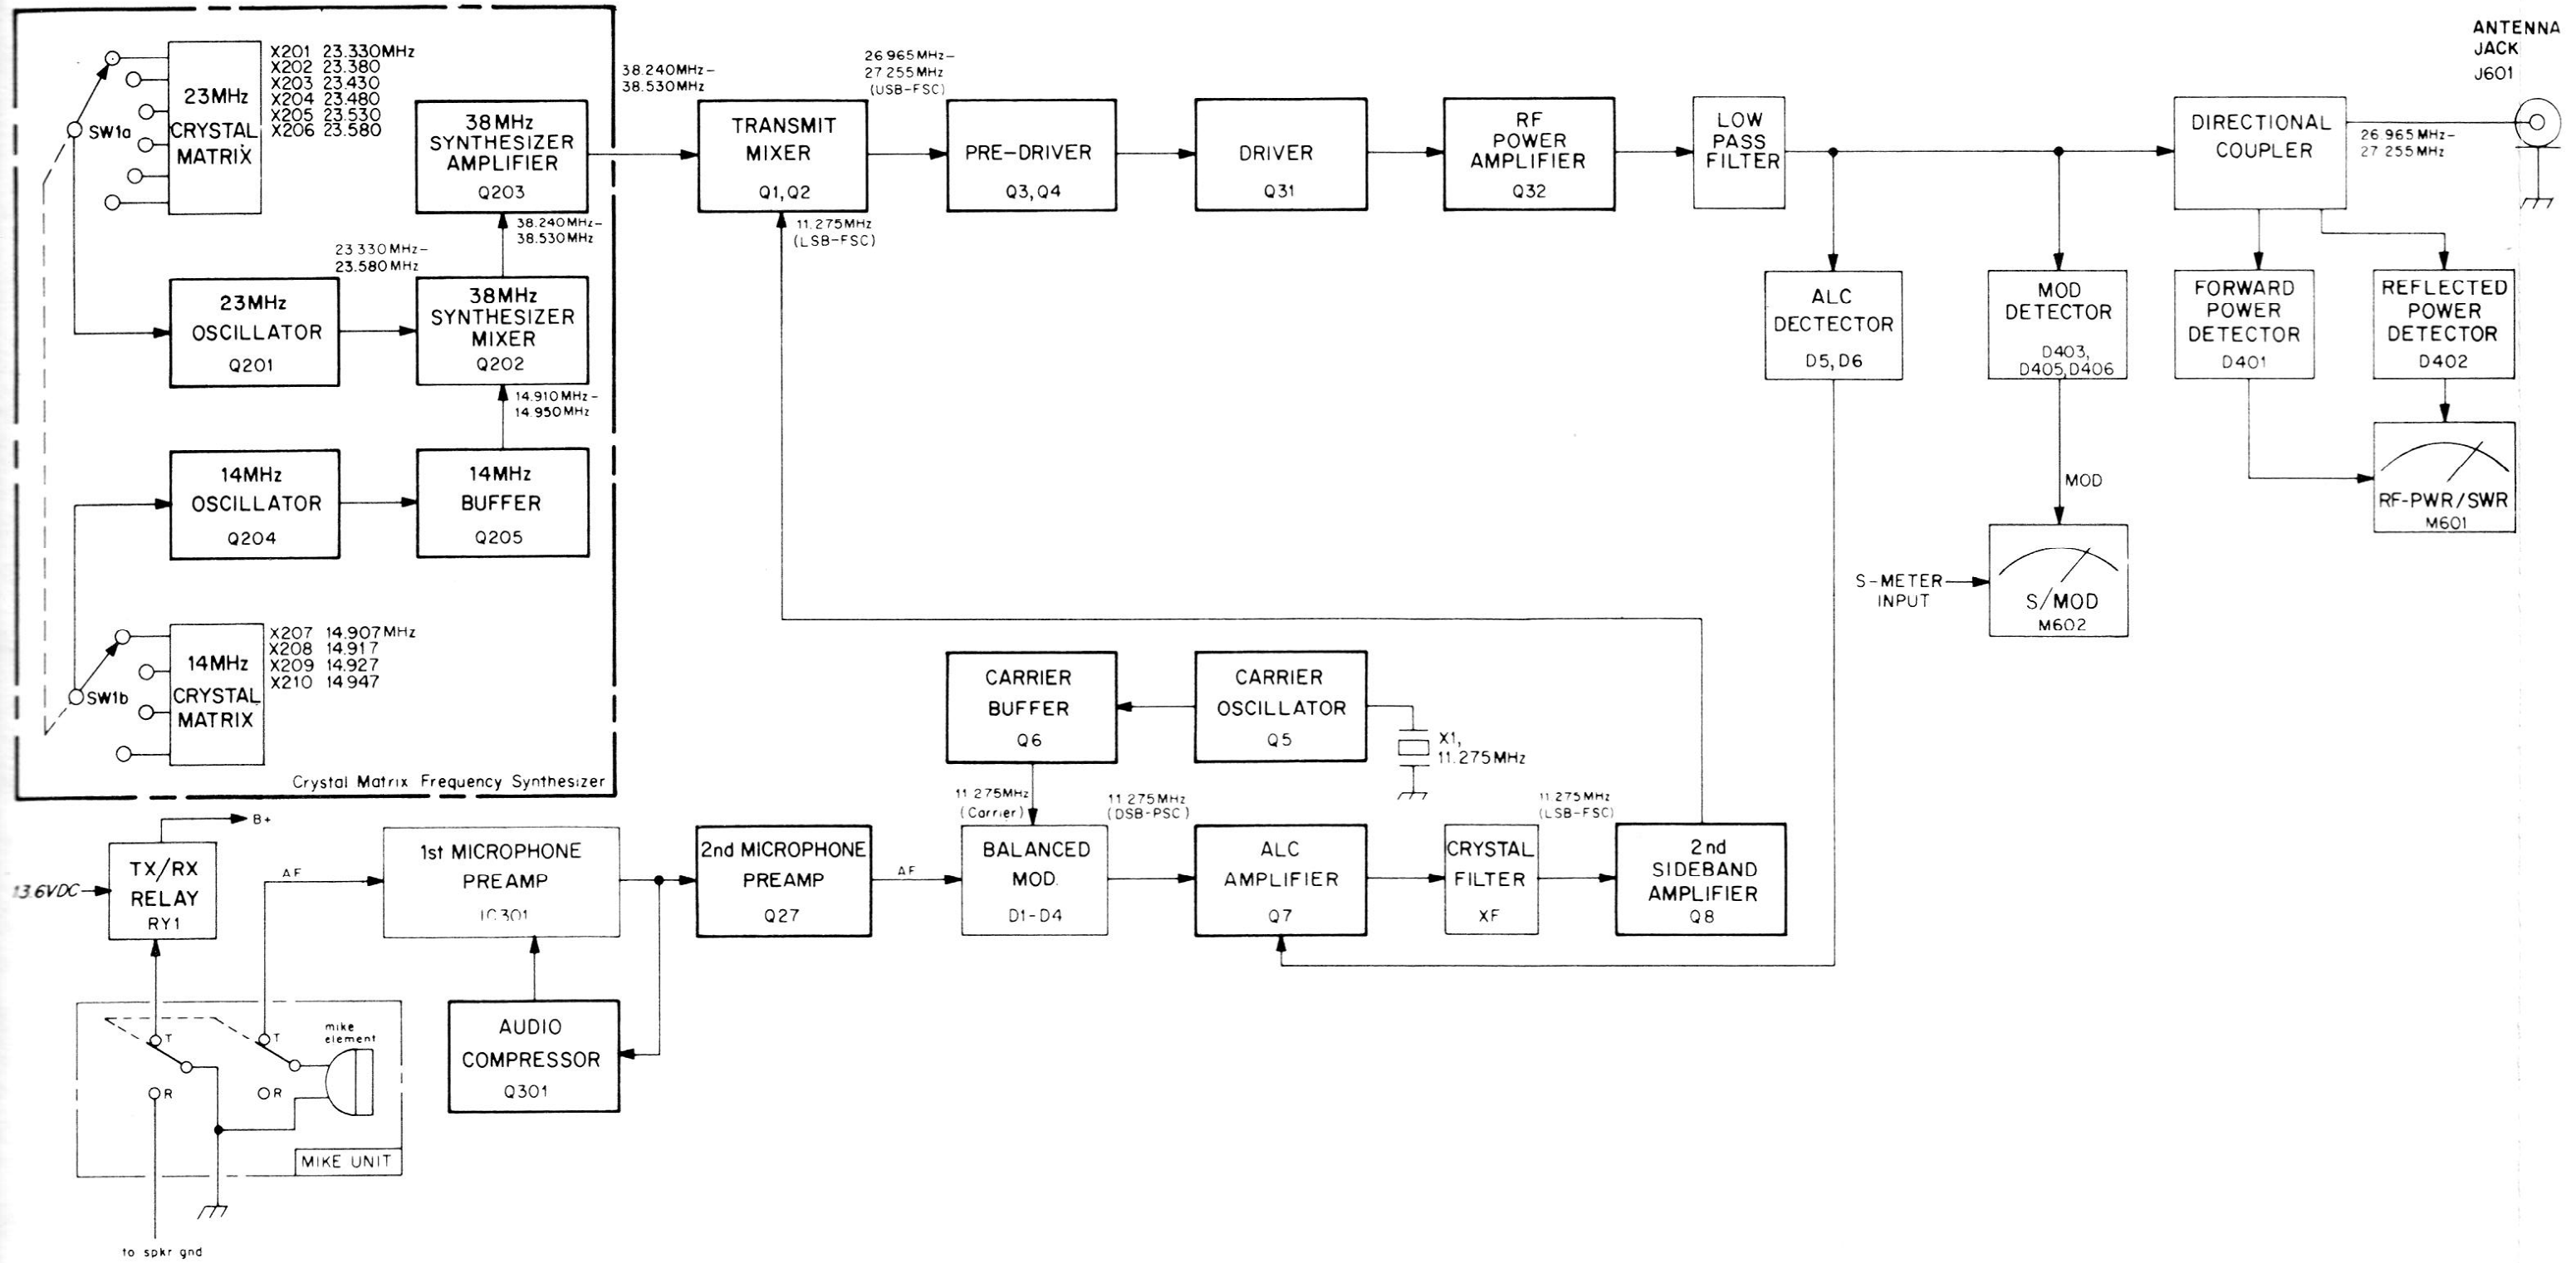 23MHz
CRYSTAL
MATRIX
X201 23.330MHz
X202 23.380
X203 23.430
X204 23.480
X205 23.530
X206 23.580
SW1a
38MHz
SYNTHESIZER
AMPLIFIER
Q203
38.240MHz-
38.530MHz
23 330MHz-
23.580MHz
23MHz
OSCILLATOR
Q201
38MHz
SYNTHESIZER
MIXER
Q202
14.910MHz-
14.950MHz
14MHz
OSCILLATOR
Q204
14MHz
BUFFER
Q205
SW1b
14MHz
CRYSTAL
MATRIX
X207 14.907MHz
X208 14.917
X209 14.927
X210 14.947
Crystal Matrix Frequency Synthesizer
38.240MHz-
38.530MHz
TRANSMIT
MIXER
Q1,Q2
26 965MHz-
27 255MHz
(USB-FSC)
11.275MHz
(LSB-FSC)
PRE-DRIVER
Q3,Q4
DRIVER
Q31
RF
POWER
AMPLIFIER
Q32
LOW
PASS
FILTER
DIRECTIONAL
COUPLER
26 965MHz-
27 255MHz
ANTENNA
JACK
J601
ALC
DECTECTOR
D5,D6
MOD
DETECTOR
D403,
D405,D406
FORWARD
POWER
DETECTOR
D401
REFLECTED
POWER
DETECTOR
D402
MOD
RF-PWR/SWR
M601
S-METER
INPUT
S/MOD
M602
CARRIER
BUFFER
Q6
CARRIER
OSCILLATOR
Q5
X1,
11.275MHz
13.6VDC
TX/RX
RELAY
RY1
B+
AF
1st MICROPHONE
PREAMP
IC301
2nd MICROPHONE
PREAMP
Q27
AF
11 275MHz
(Carrier)
BALANCED
MOD.
D1-D4
11 275MHz
(DSB-PSC)
ALC
AMPLIFIER
Q7
CRYSTAL
FILTER
XF
11.275MHz
(LSB-FSC)
2nd
SIDEBAND
AMPLIFIER
Q8
AUDIO
COMPRESSOR
Q301
T
R
T
R
mike
element
MIKE UNIT
to spkr gnd